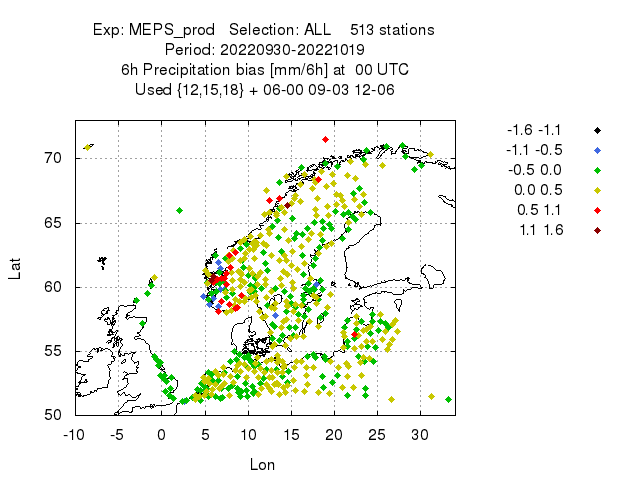 Exp: MEPS_prod   Selection: ALL    513 stations
Period: 20220930-20221019
6h Precipitation bias [mm/6h] at  00 UTC
Used {12,15,18} + 06-00 09-03 12-06
-1.6 -1.1
-1.1 -0.5
-0.5 0.0
0.0 0.5
0.5 1.1
1.1 1.6
70
65
60
55
50
Lat
-10 -5 0 5 10 15 20 25 30
Lon